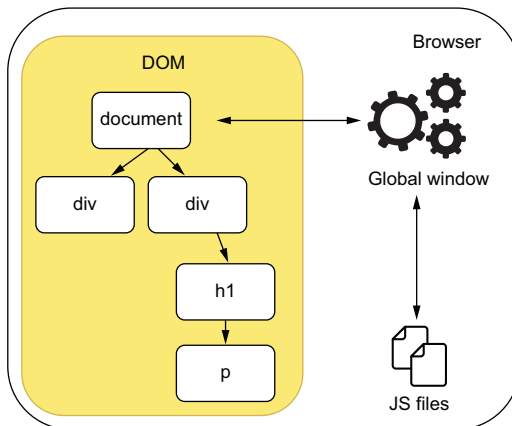 Browser
DOM
document
Global window
div
div
h1
p
JS files